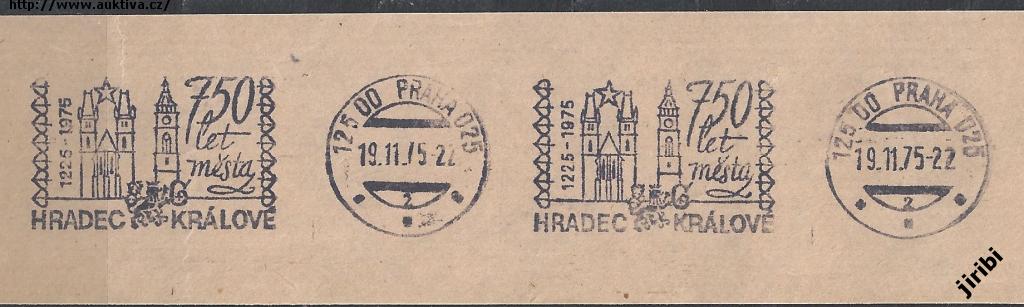 http://www.auktiva.cz/
1225-1975
750
let
města
HRADEC KRÁLOVÉ
125 00 PRAHA 025
19.11.75-22
2
1225-1975
750
let
města
HRADEC KRÁLOVÉ
125 00 PRAHA 025
19.11.75-22
2
jiribi